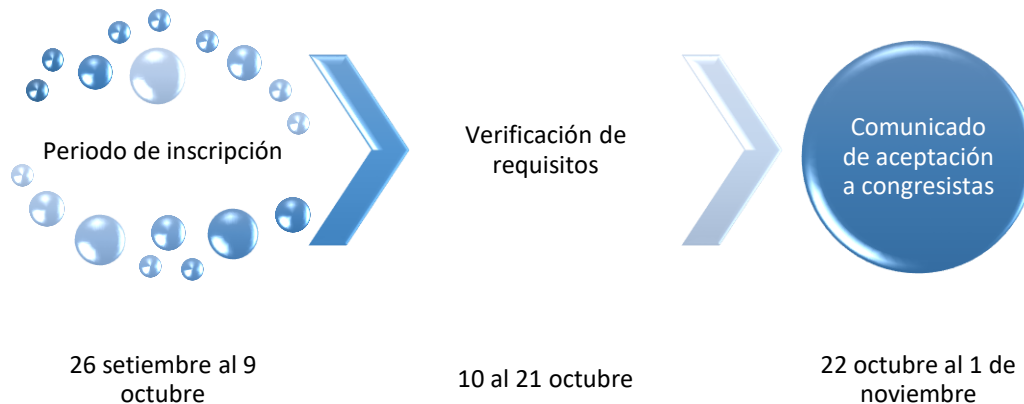 Periodo de inscripción
Verificación de
requisitos
Comunicado
de aceptación
a congresistas
26 setiembre al 9
octubre
10 al 21 octubre
22 octubre al 1 de
noviembre